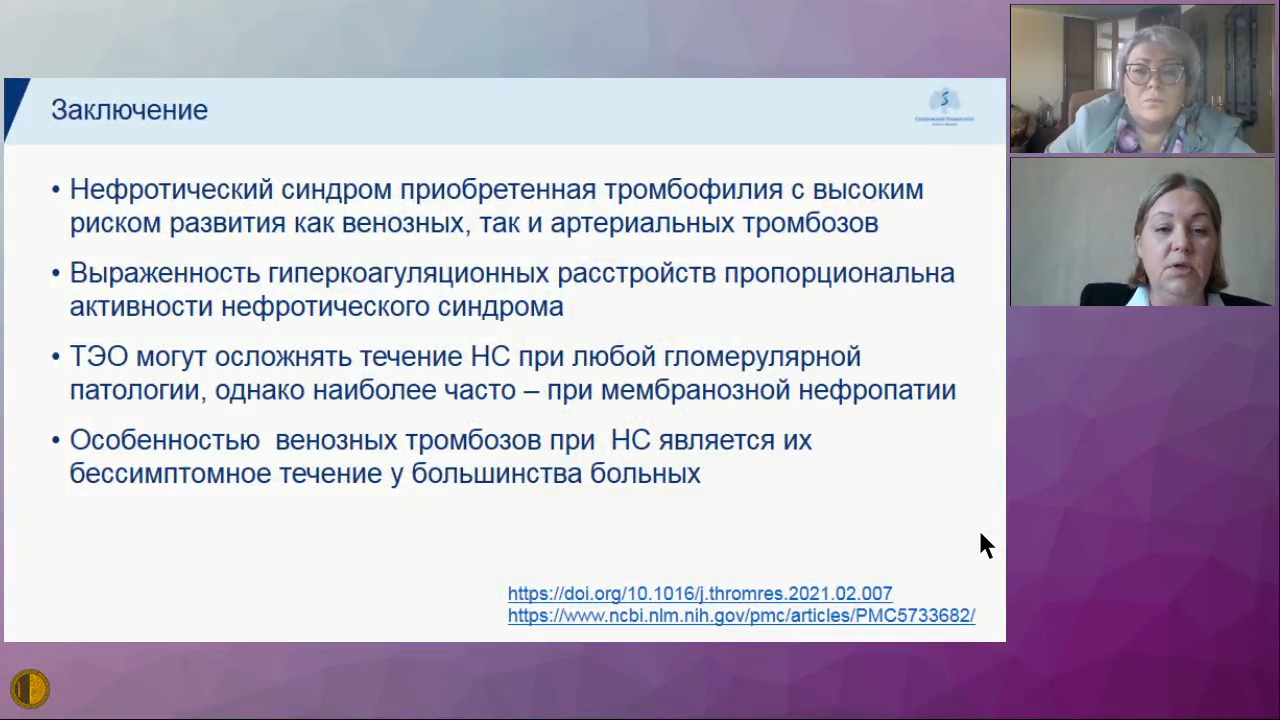 Заключение
• Нефротический синдром приобретенная тромбофилия с высоким
риском развития как венозных, так и артериальных тромбозов
• Выраженность гиперкоагуляционных расстройств пропорциональна
активности нефротического синдрома
• ТЭО могут осложнять течение НС при любой гломерулярной
патологии, однако наиболее часто – при мембранозной нефропатии
• Особенностью венозных тромбозов при НС является их
бессимптомное течение у большинства больных
https://doi.org/10.1016/j.thromres.2021.02.007
https://www.ncbi.nlm.nih.gov/pmc/articles/PMC5733682/